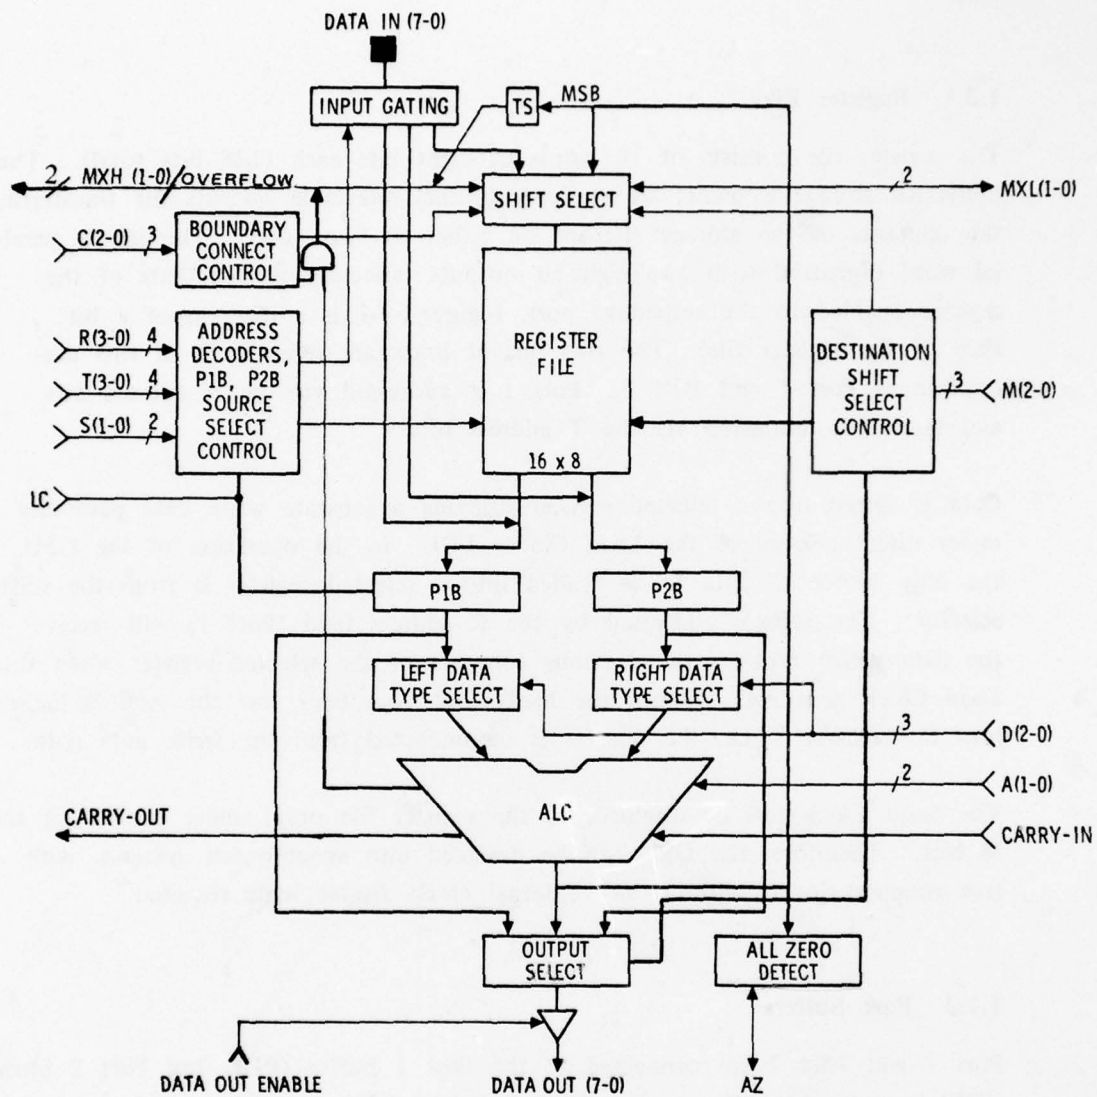 DATA IN (7-0)
INPUT GATING
TS
MSB
2
MXH (1-0)/OVERFLOW
SHIFT SELECT
2
MXL(1-0)
C(2-0)
3
BOUNDARY
CONNECT
CONTROL
R(3-0)
4
T(3-0)
4
S(1-0)
2
ADDRESS
DECODERS,
P1B, P2B
SOURCE
SELECT
CONTROL
REGISTER
FILE
16 x 8
DESTINATION
SHIFT
SELECT
CONTROL
3
M(2-0)
LC
P1B
P2B
LEFT DATA
TYPE SELECT
RIGHT DATA
TYPE SELECT
3
D(2-0)
2
A(1-0)
ALC
CARRY-OUT
CARRY-IN
OUTPUT
SELECT
ALL ZERO
DETECT
DATA OUT ENABLE
DATA OUT (7-0)
AZ